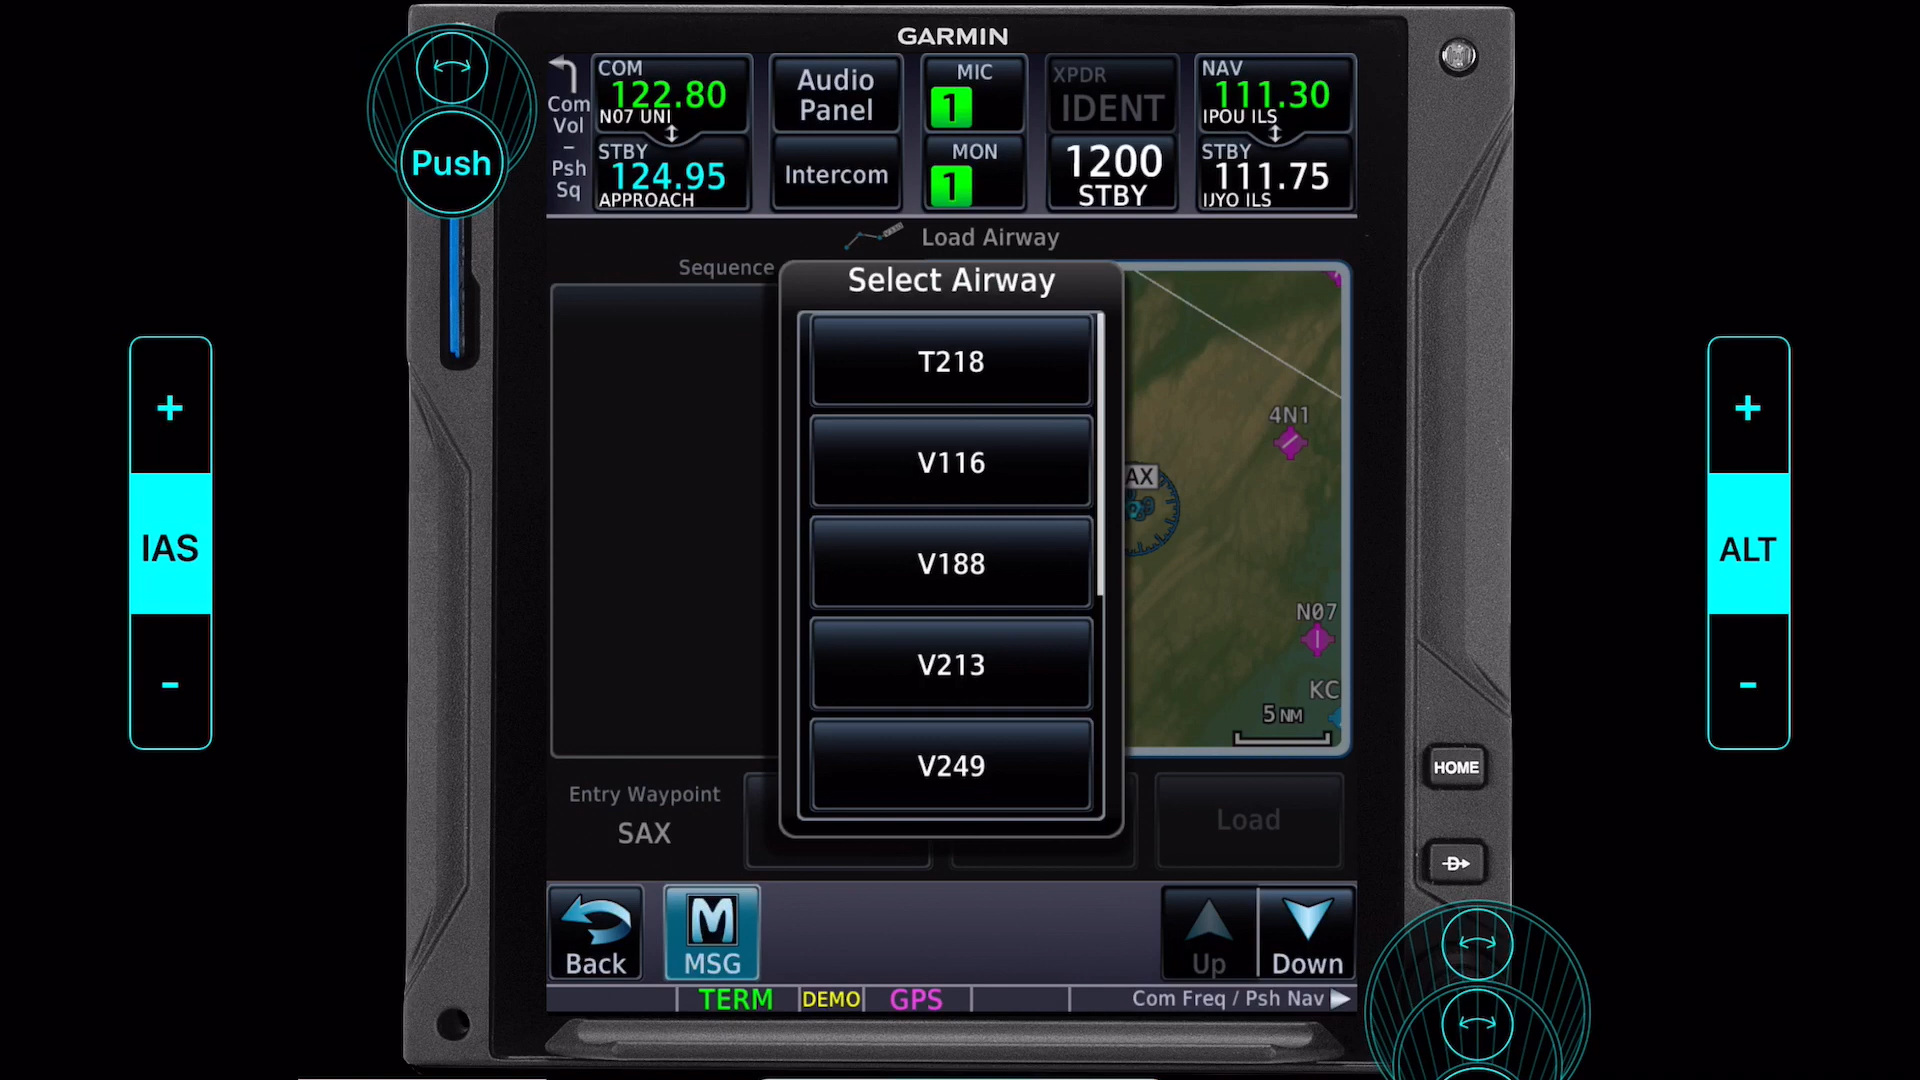 GARMIN
Com
Vol
–
Psh
Sq
COM
122.80
N07 UNI
STBY
124.95
APPROACH
Audio
Panel
Intercom
MIC
1
MON
1
XPDR
IDENT
1200
STBY
NAV
111.30
IPOU ILS
STBY
111.75
IJYO ILS
Push
Load Airway
Sequence
Select Airway
T218
V116
V188
V213
V249
4N1
AX
N07
KC
5 NM
+
IAS
-
+
ALT
-
Entry Waypoint
SAX
Load
HOME
D
Back
M
MSG
Up
Down
TERM
DEMO
GPS
Com Freq / Psh Nav